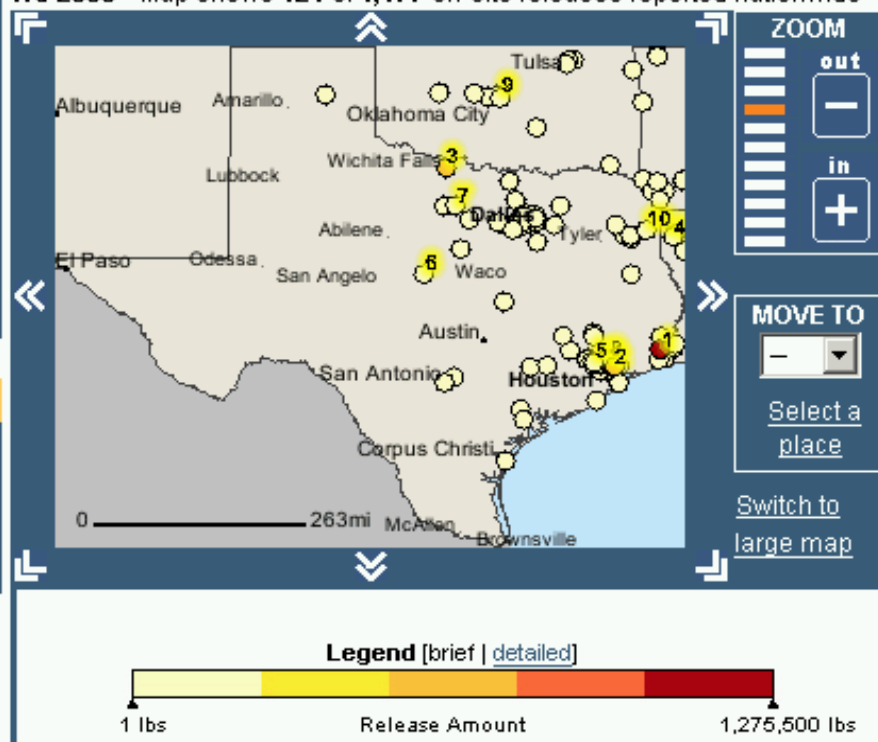 ZOOM
out
in
MOVE TO
–
Select a
place
Switch to
large map
Tulsa
9
Albuquerque
Amarillo
Oklahoma City
Wichita Falls
3
Lubbock
7
Dallas
10
4
Abilene
Tyler
El Paso
Odessa
6
San Angelo
Waco
Austin
1
5
2
San Antonio
Houston
Corpus Christi
0
263mi
McAllen
Brownsville
Legend [brief | detailed]
1 lbs
Release Amount
1,275,500 lbs